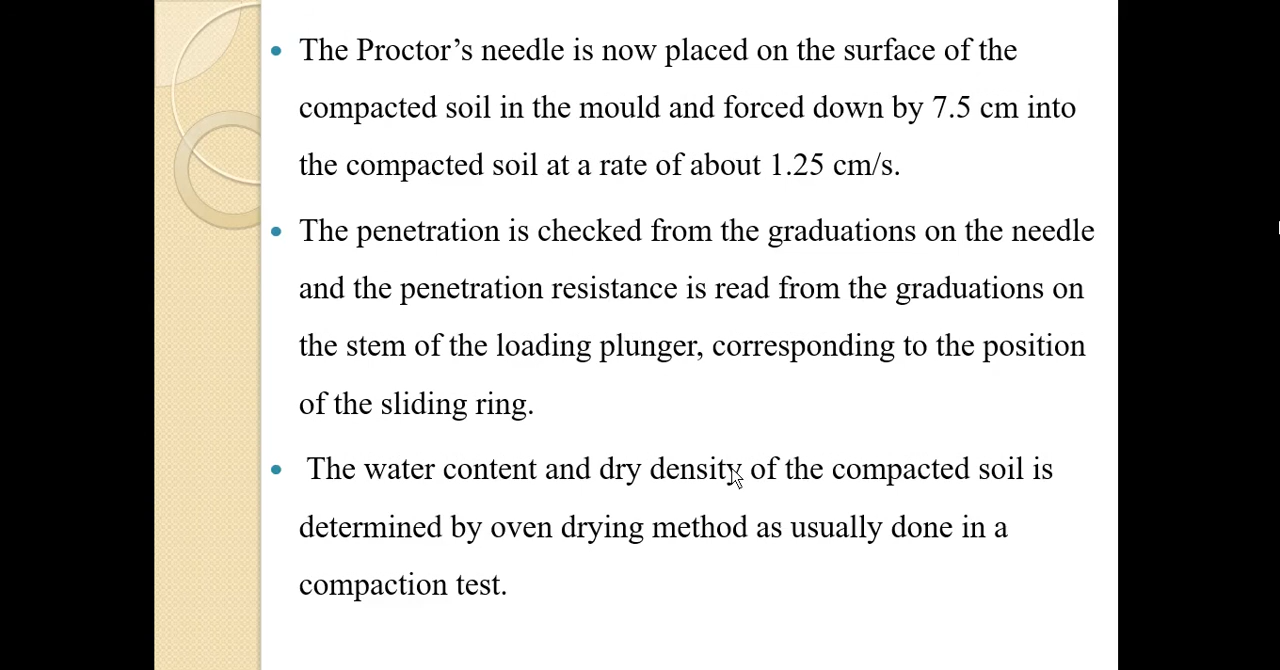 • The Proctor’s needle is now placed on the surface of the
compacted soil in the mould and forced down by 7.5 cm into
the compacted soil at a rate of about 1.25 cm/s.
• The penetration is checked from the graduations on the needle
and the penetration resistance is read from the graduations on
the stem of the loading plunger, corresponding to the position
of the sliding ring.
• The water content and dry density of the compacted soil is
determined by oven drying method as usually done in a
compaction test.